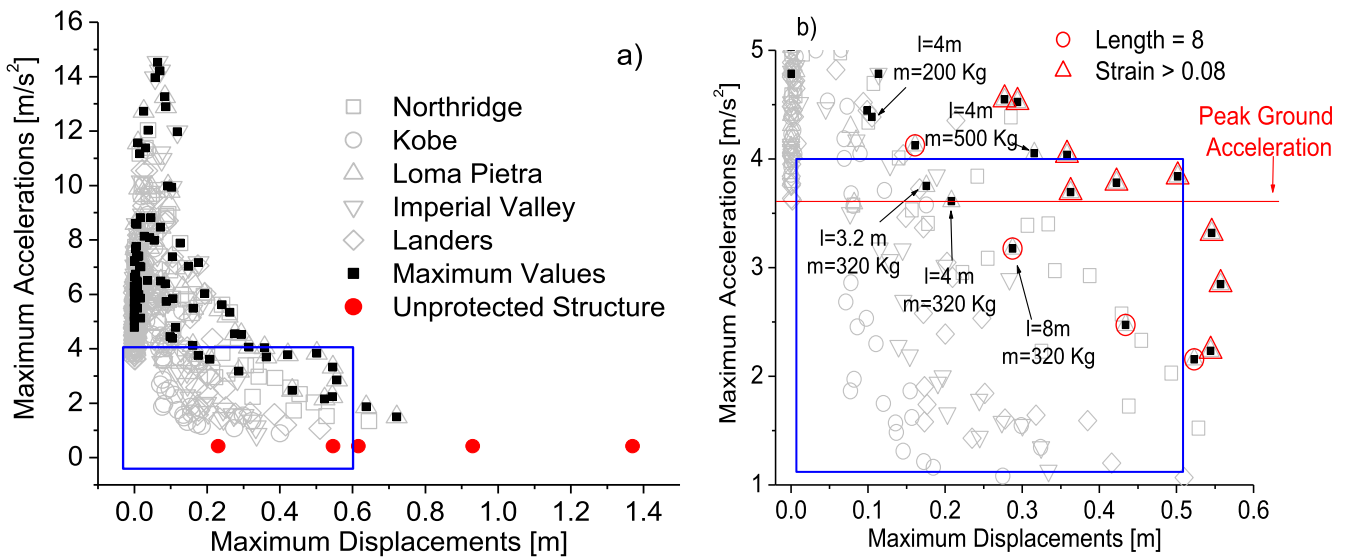 a)
Maximum Accelerations [m/s²]
16
14
12
10
8
6
4
2
0
0.0 0.2 0.4 0.6 0.8 1.0 1.2 1.4
Maximum Displacements [m]
Northridge
Kobe
Loma Pietra
Imperial Valley
Landers
Maximum Values
Unprotected Structure
b)
Maximum Accelerations [m/s²]
5
4
3
2
1
0.0 0.1 0.2 0.3 0.4 0.5 0.6
Maximum Displacements [m]
Length = 8
Strain > 0.08
Peak Ground
Acceleration
l=4m
m=200 Kg
l=4m
m=500 Kg
l=3.2 m
m=320 Kg
l=4 m
m=320 Kg
l=8m
m=320 Kg